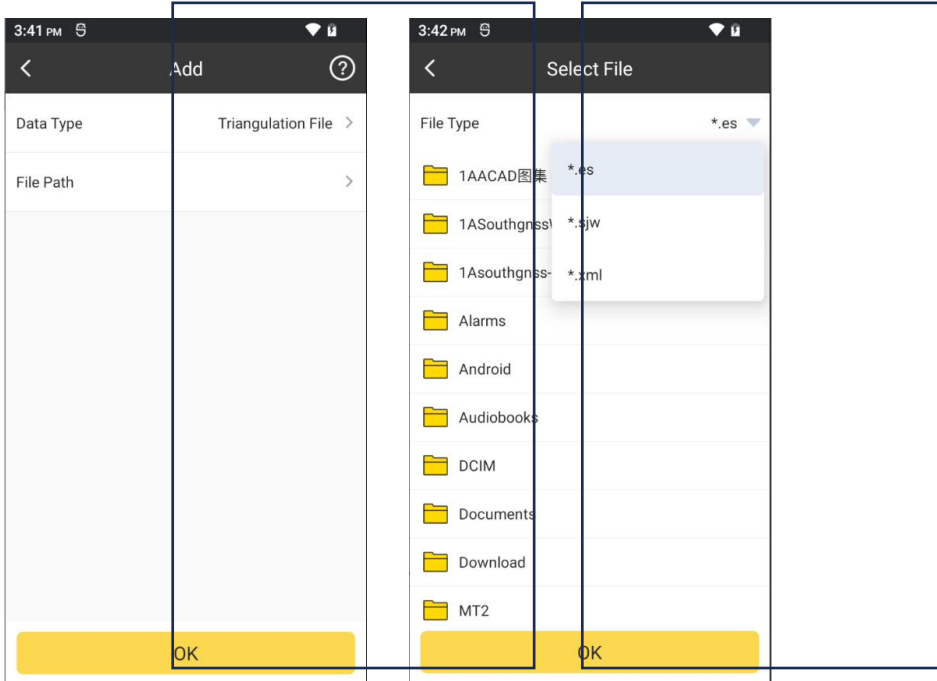 3:41 PM
Add
Data Type Triangulation File
File Path
OK
3:42 PM
Select File
File Type *.es
1AACAD图集 *.es
1ASouthgnss *.sjw
1Asouthgnss- *.xml
Alarms
Android
Audiobooks
DCIM
Documents
Download
MT2
OK